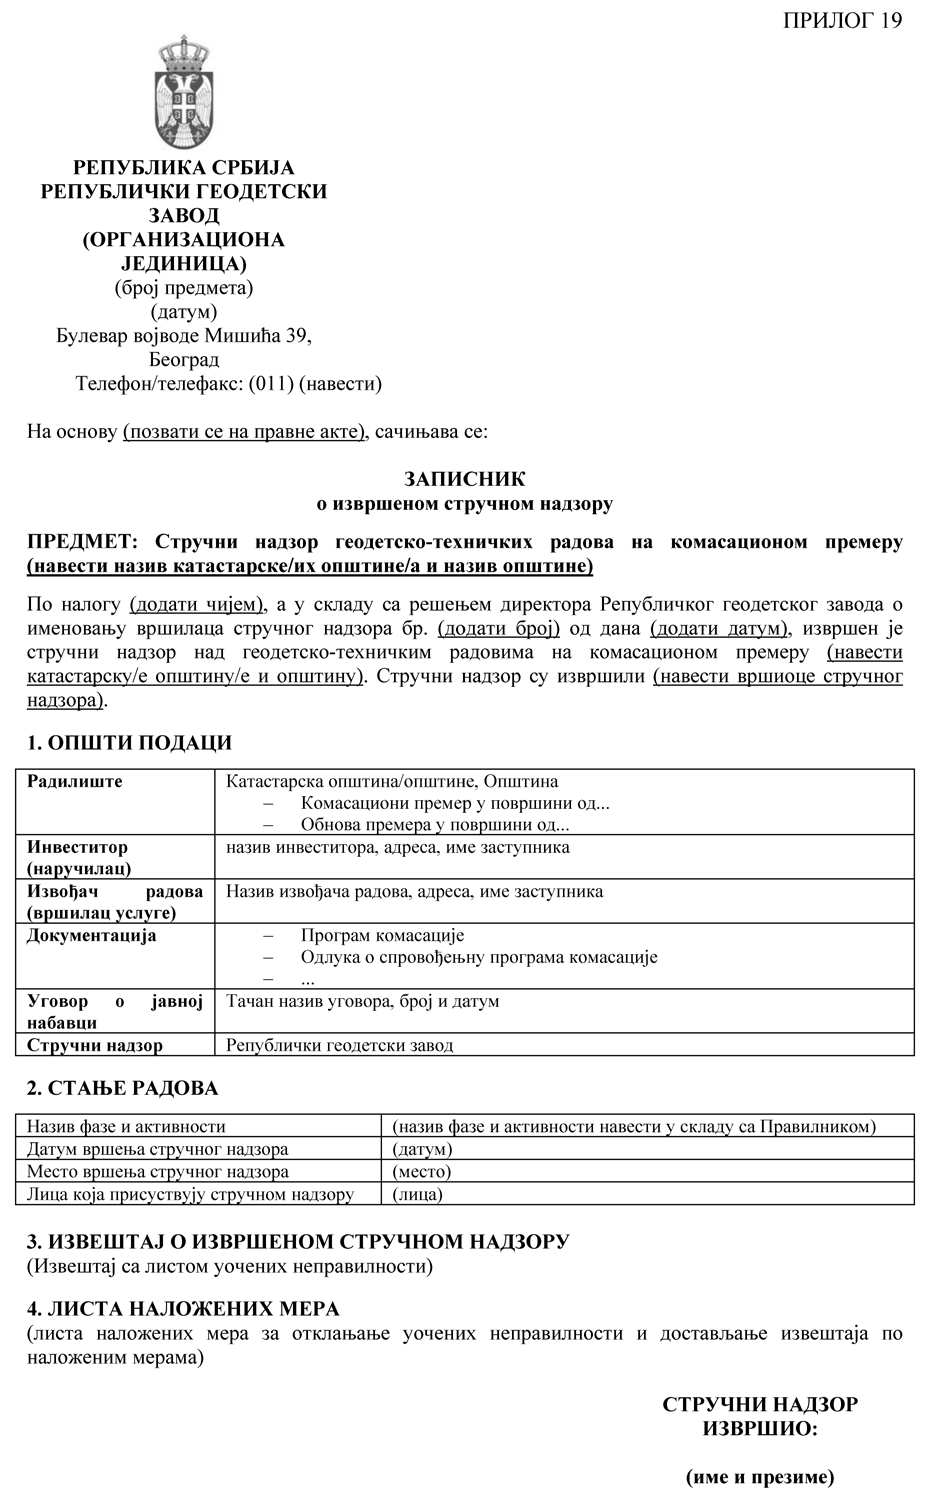 ПРИЛОГ 19
РЕПУБЛИКА СРБИЈА
РЕПУБЛИЧКИ ГЕОДЕТСКИ
ЗАВОД
(ОРГАНИЗАЦИОНА
ЈЕДИНИЦА)
(број предмета)
(датум)
Булевар војводе Мишића 39,
Београд
Телефон/телефакс: (011) (навести)
На основу (позвати се на правне акте), сачињава се:
ЗАПИСНИК
о извршеном стручном надзору
ПРЕДМЕТ: Стручни надзор геодетско-техничких радова на комасационом премеру
(навести назив катастарске/их општине/а и назив општине)
По налогу (додати чијем), а у складу са решењем директора Републичког геодетског завода о
именовању вршилаца стручног надзора бр. (додати број) од дана (додати датум), извршен је
стручни надзор над геодетско-техничким радовима на комасационом премеру (навести
катастарску/е општину/е и општину). Стручни надзор су извршили (навести вршиоце стручног
надзора).
1. ОПШТИ ПОДАЦИ
Радилиште Катастарска општина/општине, Општина
– Комасациони премер у површини од...
– Обнова премера у површини од...
Инвеститор назив инвеститора, адреса, име заступника
(наручилац)
Извођач радова Назив извођача радова, адреса, име заступника
(вршилац услуге)
Документација – Програм комасације
– Одлука о спровођењну програма комасације
– ...
Уговор о јавној Тачан назив уговора, број и датум
набавци
Стручни надзор Републички геодетски завод
2. СТАЊЕ РАДОВА
Назив фазе и активности (назив фазе и активности навести у складу са Правилником)
Датум вршења стручног надзора (датум)
Место вршења стручног надзора (место)
Лица која присуствују стручном надзору (лица)
3. ИЗВЕШТАЈ О ИЗВРШЕНОМ СТРУЧНОМ НАДЗОРУ
(Извештај са листом уочених неправилности)
4. ЛИСТА НАЛОЖЕНИХ МЕРА
(листа наложених мера за отклањање уочених неправилности и достављање извештаја по
наложеним мерама)
СТРУЧНИ НАДЗОР
ИЗВРШИО:
(име и презиме)